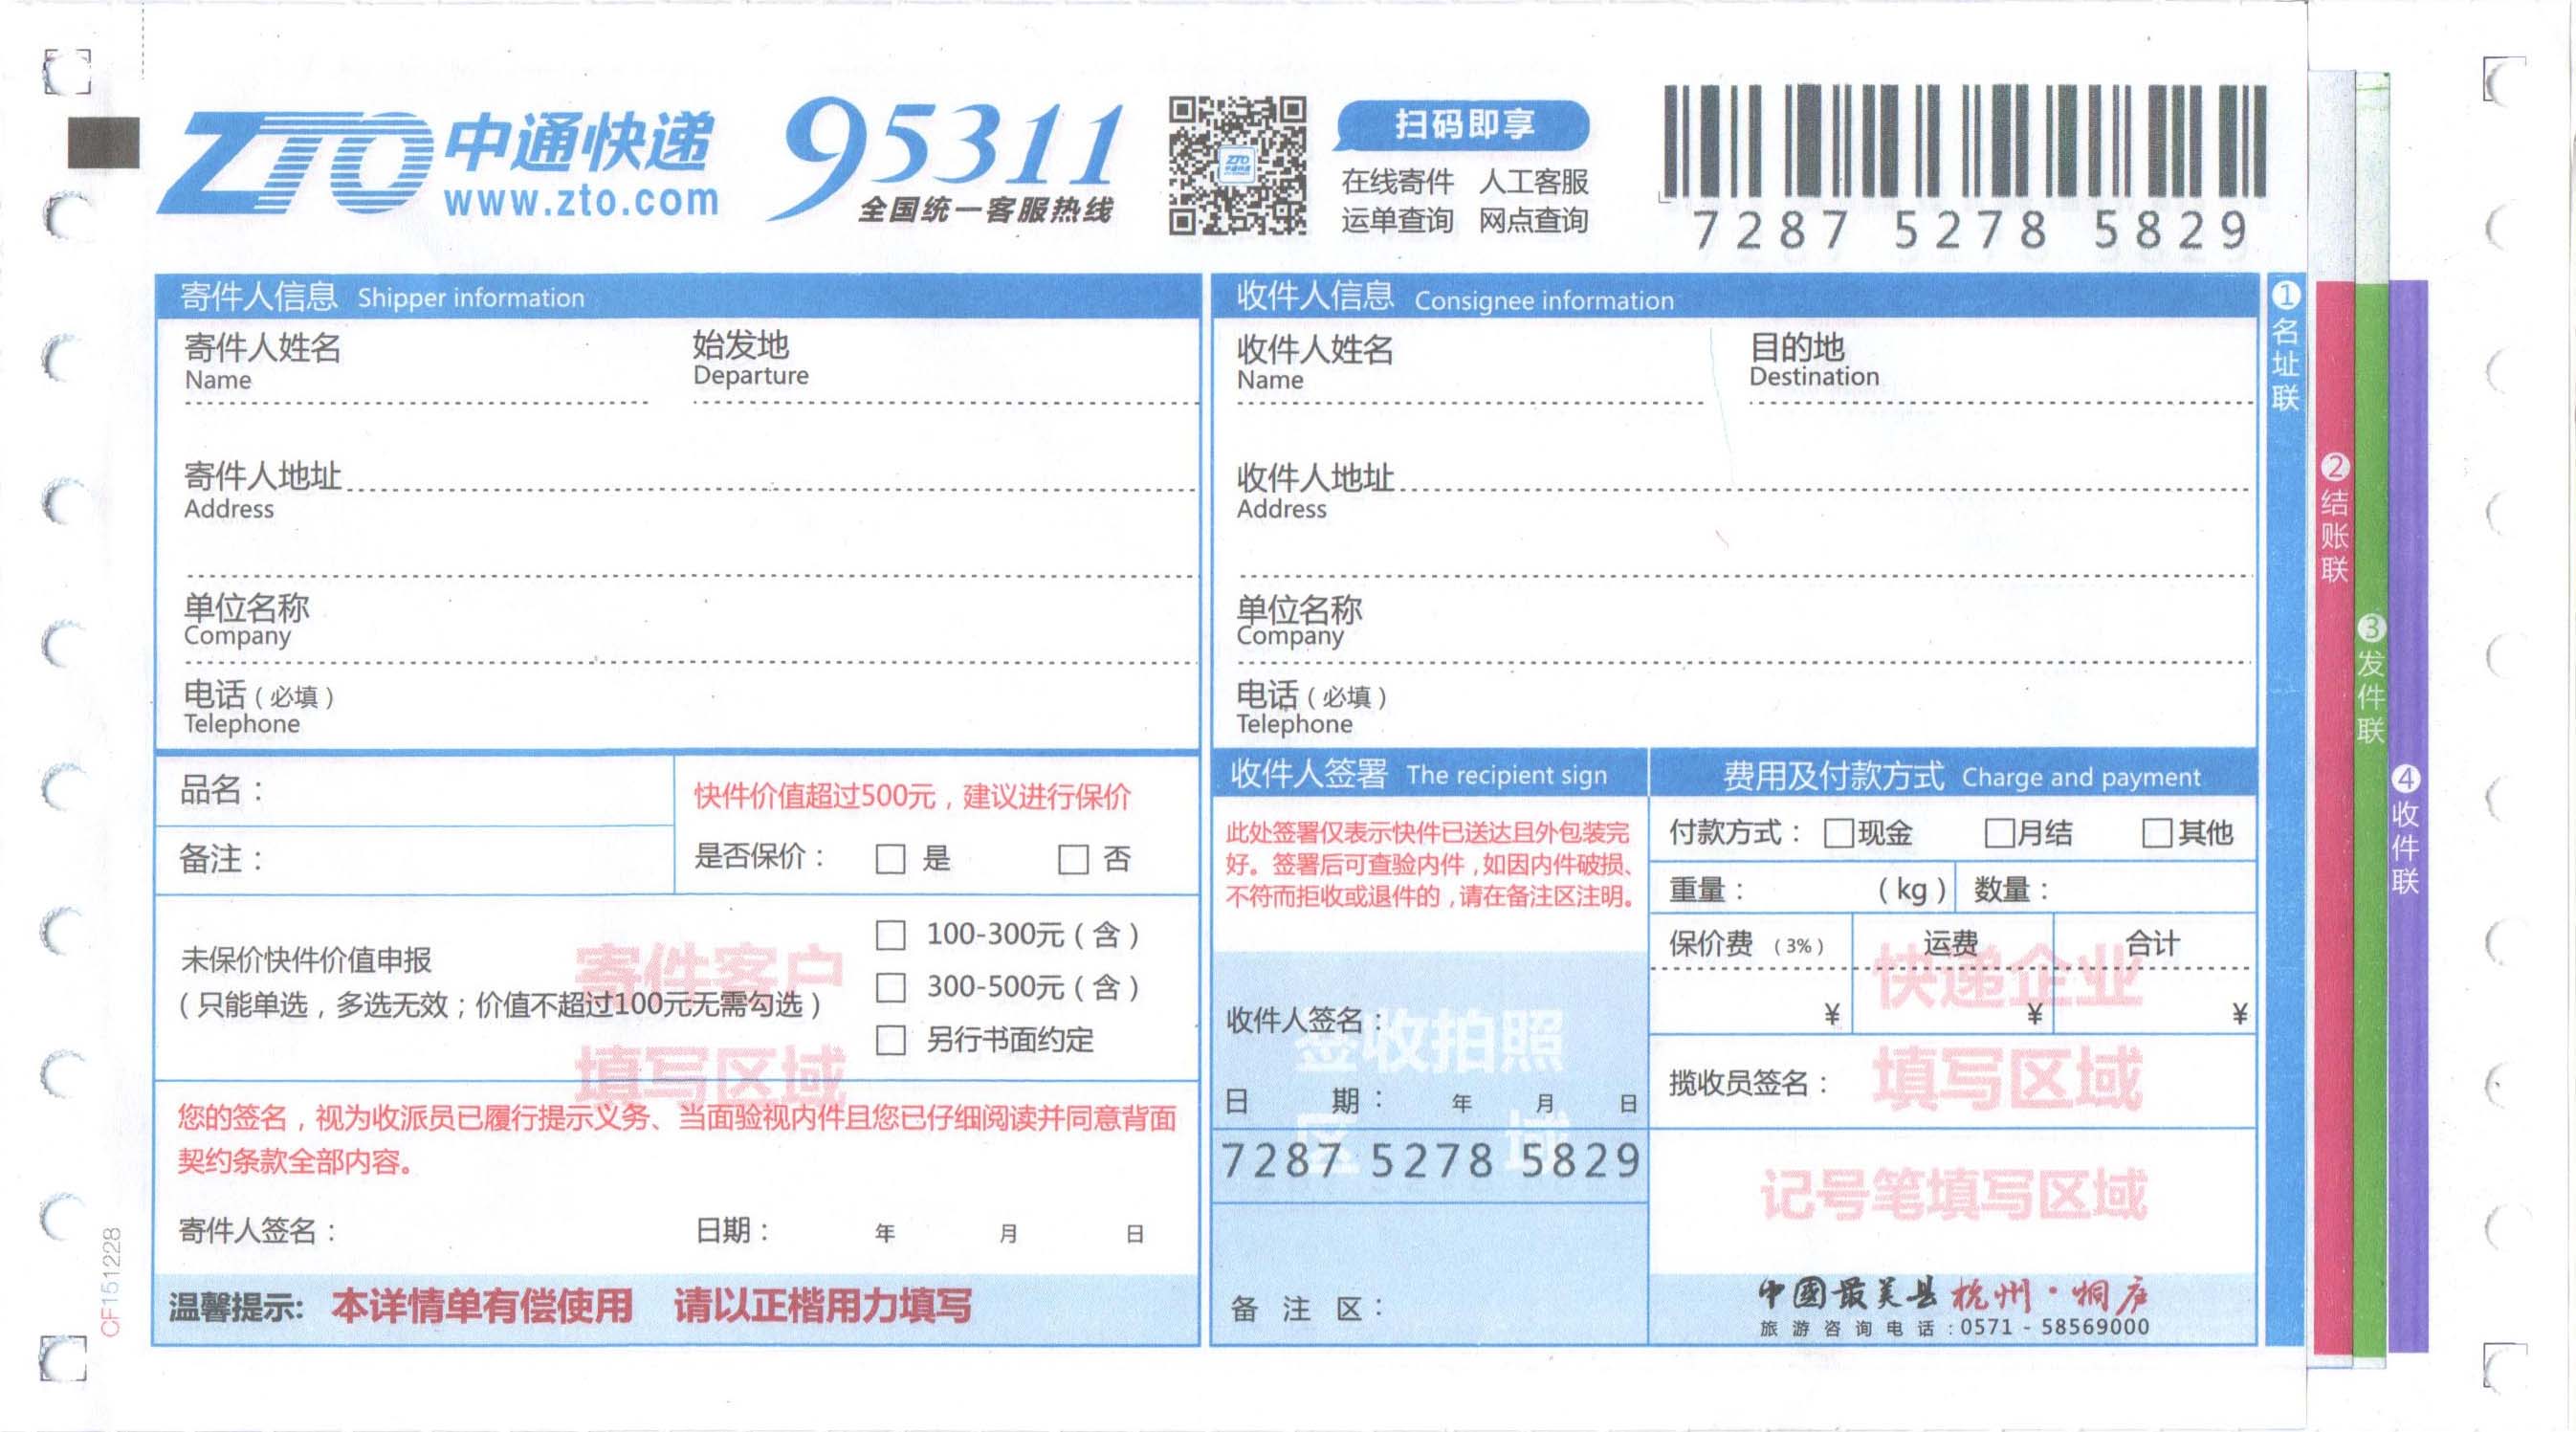 ZTO 中通快递
www.zto.com
95311
全国统一客服热线
ZTO
扫码即享
在线寄件 人工客服
运单查询 网点查询
7287 5278 5829
寄件人信息 Shipper information
寄件人姓名
Name
始发地
Departure
寄件人地址
Address
单位名称
Company
电话（必填）
Telephone
收件人信息 Consignee information
收件人姓名
Name
目的地
Destination
收件人地址
Address
单位名称
Company
电话（必填）
Telephone
品名：
备注：
快件价值超过500元，建议进行保价
是否保价： □ 是 □ 否
未保价快件价值申报
（只能单选，多选无效；价值不超过100元无需勾选）
□ 100-300元（含）
□ 300-500元（含）
□ 另行书面约定
寄件客户
填写区域
您的签名，视为收派员已履行提示义务、当面验视内件且您已仔细阅读并同意背面
契约条款全部内容。
寄件人签名： 日期： 年 月 日
温馨提示: 本详情单有偿使用 请以正楷用力填写
收件人签署 The recipient sign
此处签署仅表示快件已送达且外包装完
好。签署后可查验内件，如因内件破损、
不符而拒收或退件的，请在备注区注明。
收件人签名：
签收拍照
区 域
日 期： 年 月 日
7287 5278 5829
备 注 区：
费用及付款方式 Charge and payment
付款方式： □现金 □月结 □其他
重量： （kg） 数量：
保价费（3%） 运费 合计
¥ ¥ ¥
快递企业
填写区域
揽收员签名：
记号笔填写区域
中国最美县 杭州·桐庐
旅游咨询电话:0571-58569000
①名址联
②结账联
③发件联
④收件联
CF151228